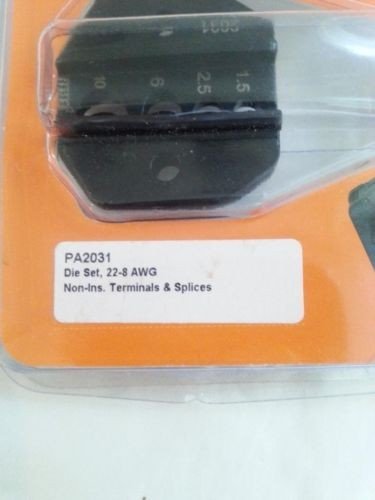 10 6 2.5 1.5
PA2031
Die Set, 22-8 AWG
Non-Ins. Terminals & Splices